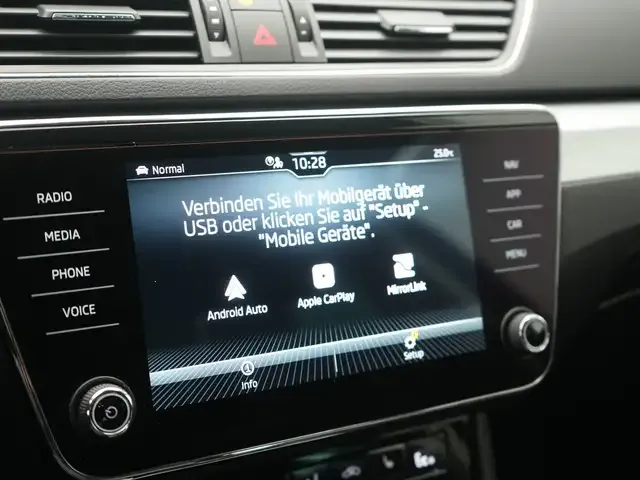 Normal
10:28
25.0°C
RADIO
MEDIA
PHONE
VOICE
NAV
APP
CAR
MENU
Verbinden Sie Ihr Mobilgerät über
USB oder klicken Sie auf "Setup" -
"Mobile Geräte".
Android Auto
Apple CarPlay
MirrorLink
Info
Setup